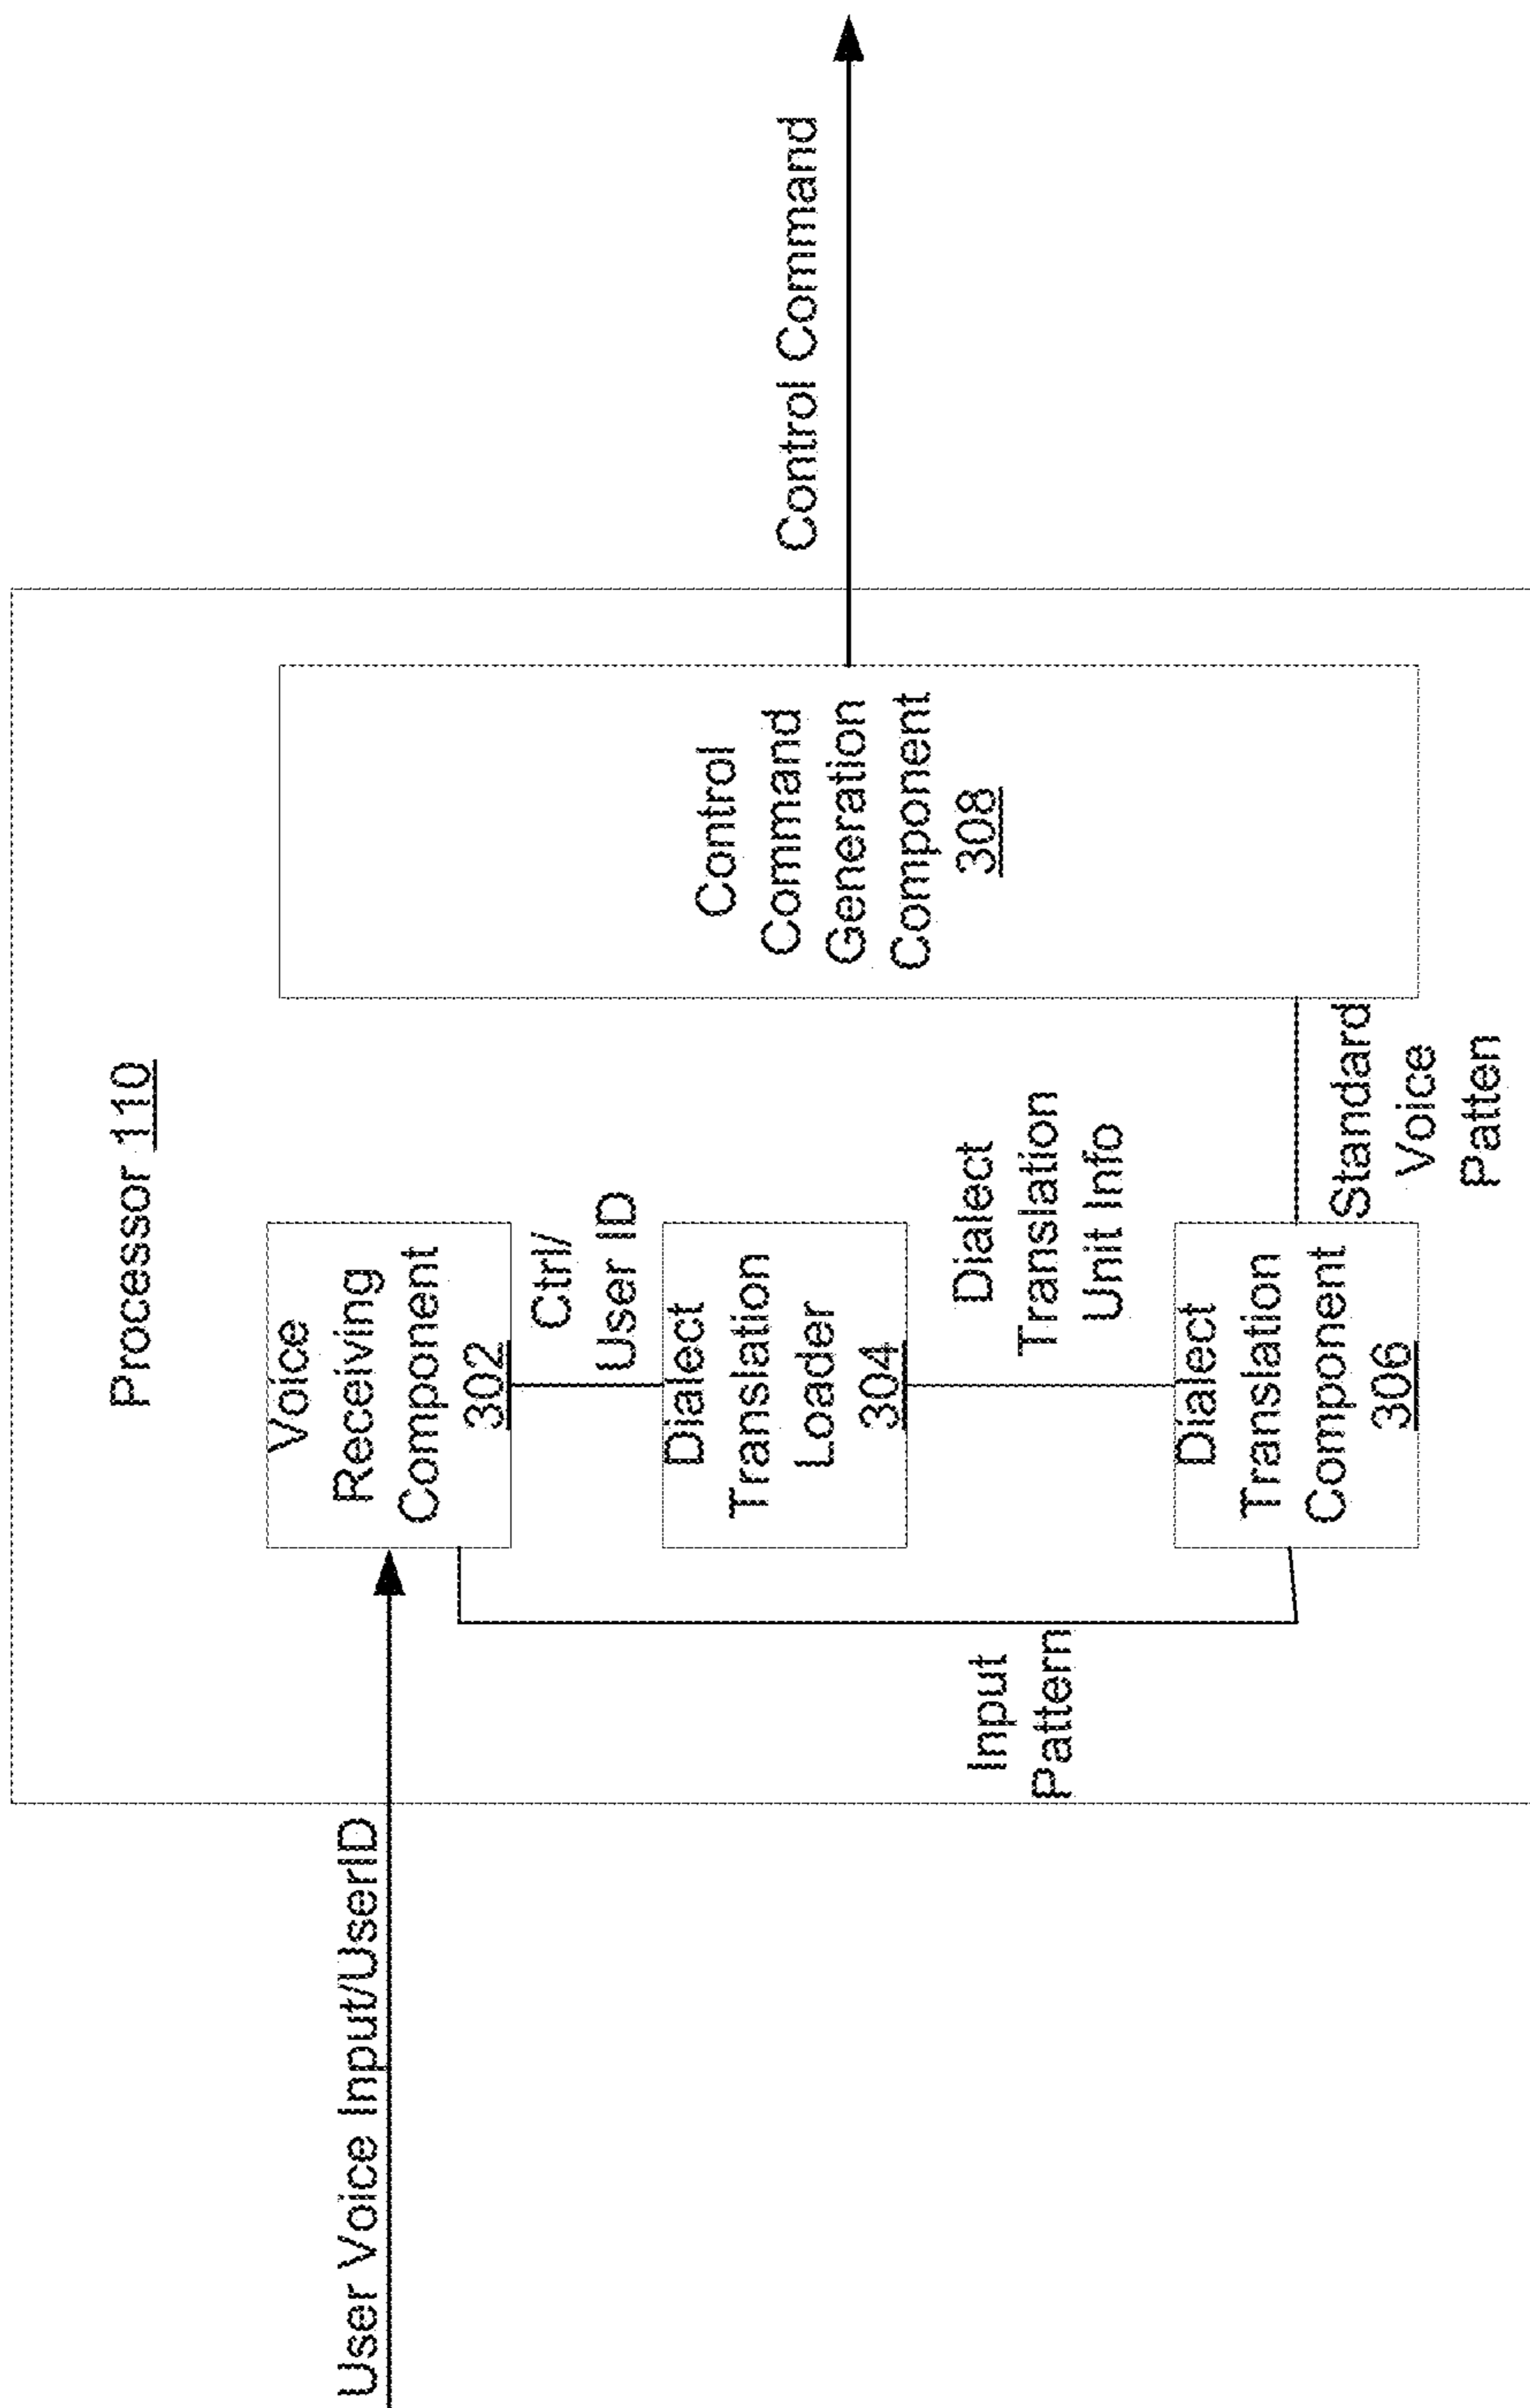 Processor 110
User Voice Input/UserID
Voice
Receiving
Component
302
Ctrl/
User ID
Dialect
Translation
Loader
304
Dialect
Translation
Unit Info
Input
Pattern
Dialect
Translation
Component
306
Standard
Voice
Patten
Control
Command
Generation
Component
308
Control Command